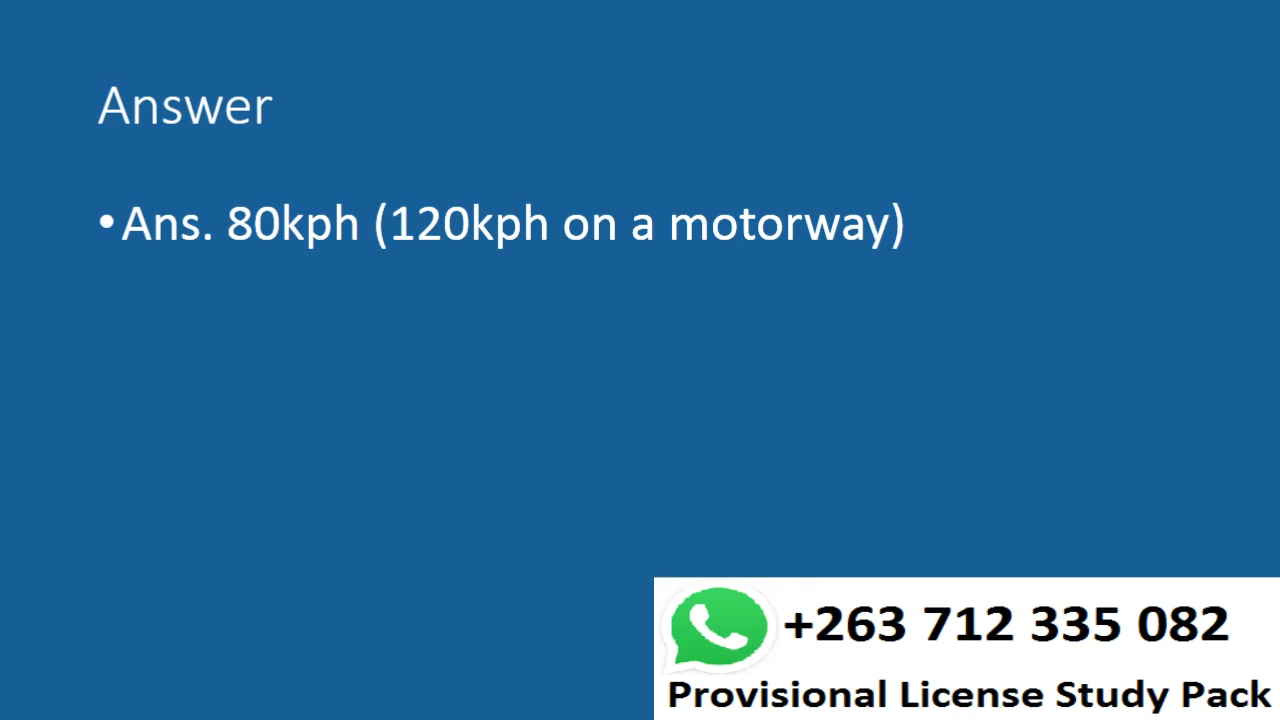 Answer
•Ans. 80kph (120kph on a motorway)
+263 712 335 082
Provisional License Study Pack